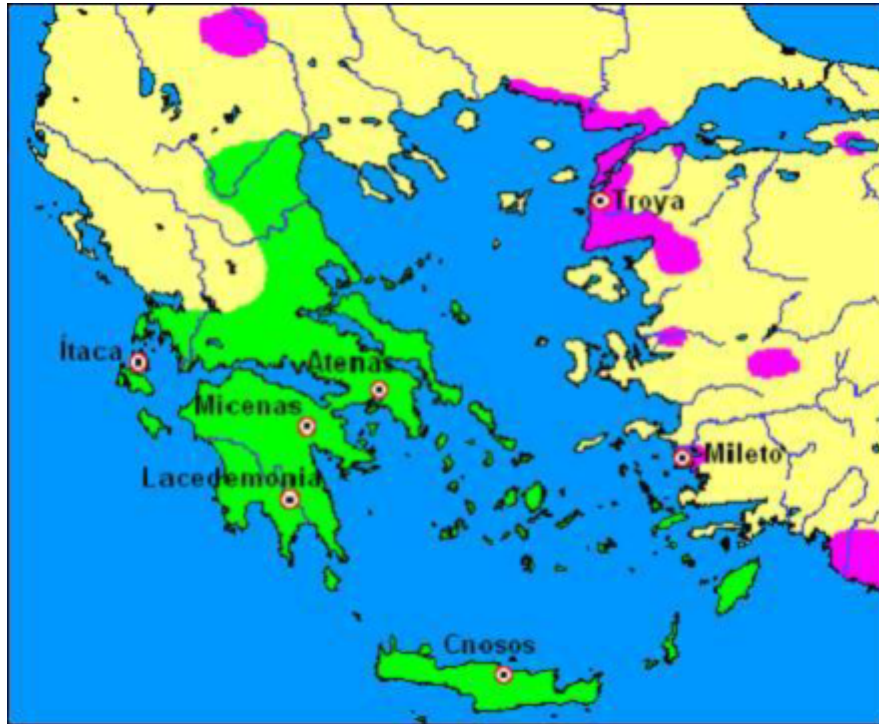 Troya
Ítaca
Atenas
Micenas
Mileto
Lacedemonia
Cnosos